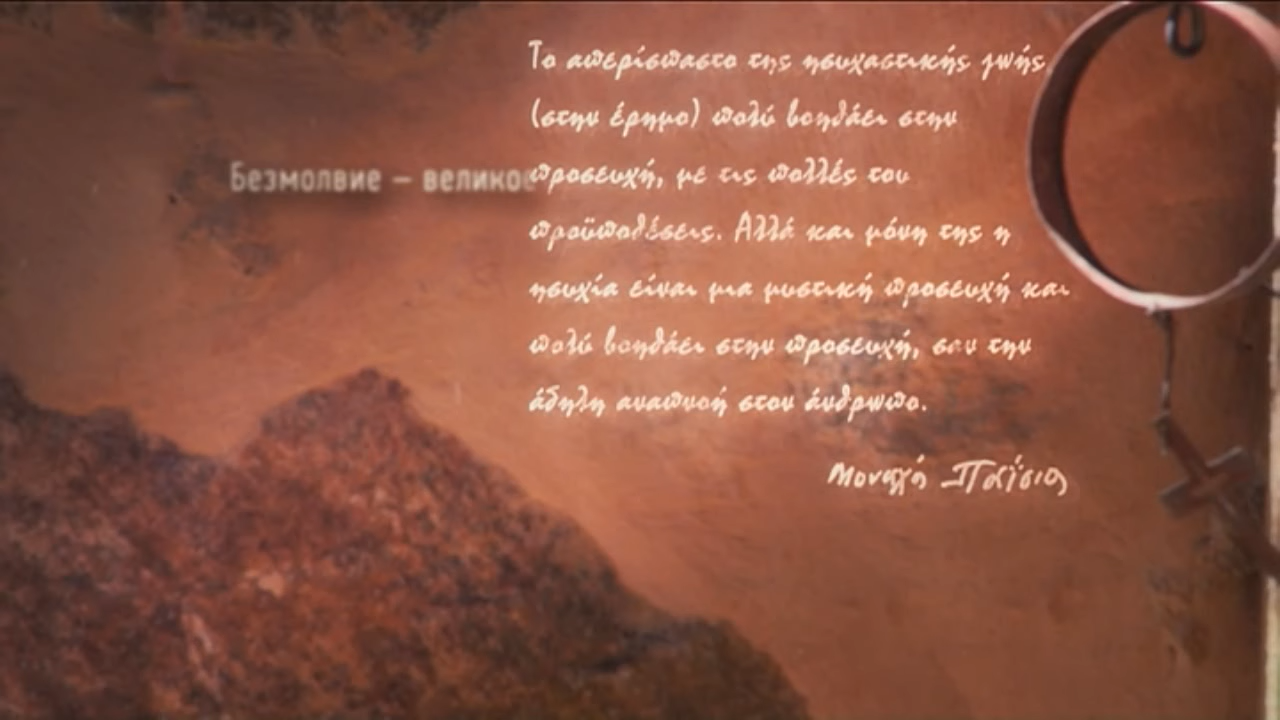 Το απερίσπαστο της ησυχαστικής ζωής
(στην έρημο) πολύ βοηθάει στην
Безмолвие – великое
προσευχή, με τις πολλές του
προϋποθέσεις. Αλλά και μόνη της η
ησυχία είναι μια μυστική προσευχή και
πολύ βοηθάει στην προσευχή, σαν την
άδηλη αναπνοή στον άνθρωπο.
Μοναχός Παΐσιος